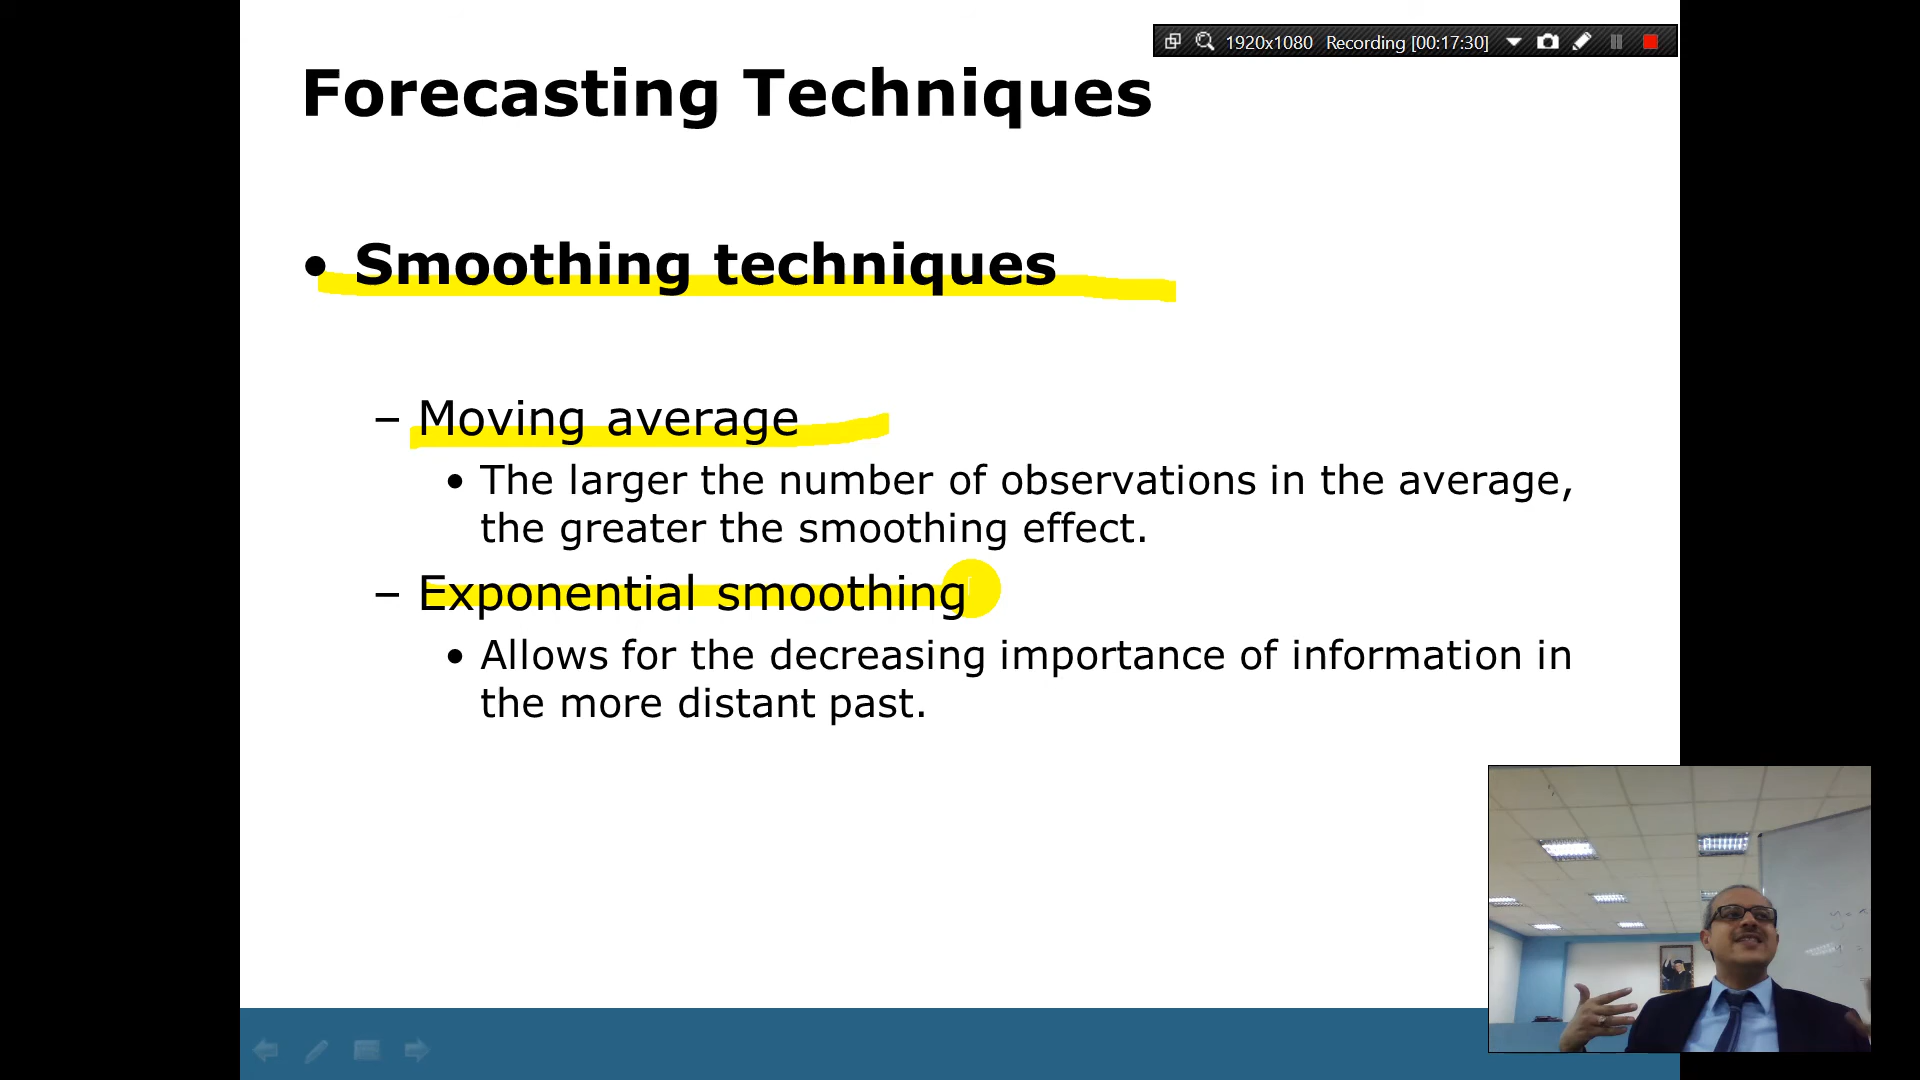 1920x1080 Recording [00:17:30]
Forecasting Techniques
• Smoothing techniques
– Moving average
• The larger the number of observations in the average,
the greater the smoothing effect.
– Exponential smoothing
• Allows for the decreasing importance of information in
the more distant past.